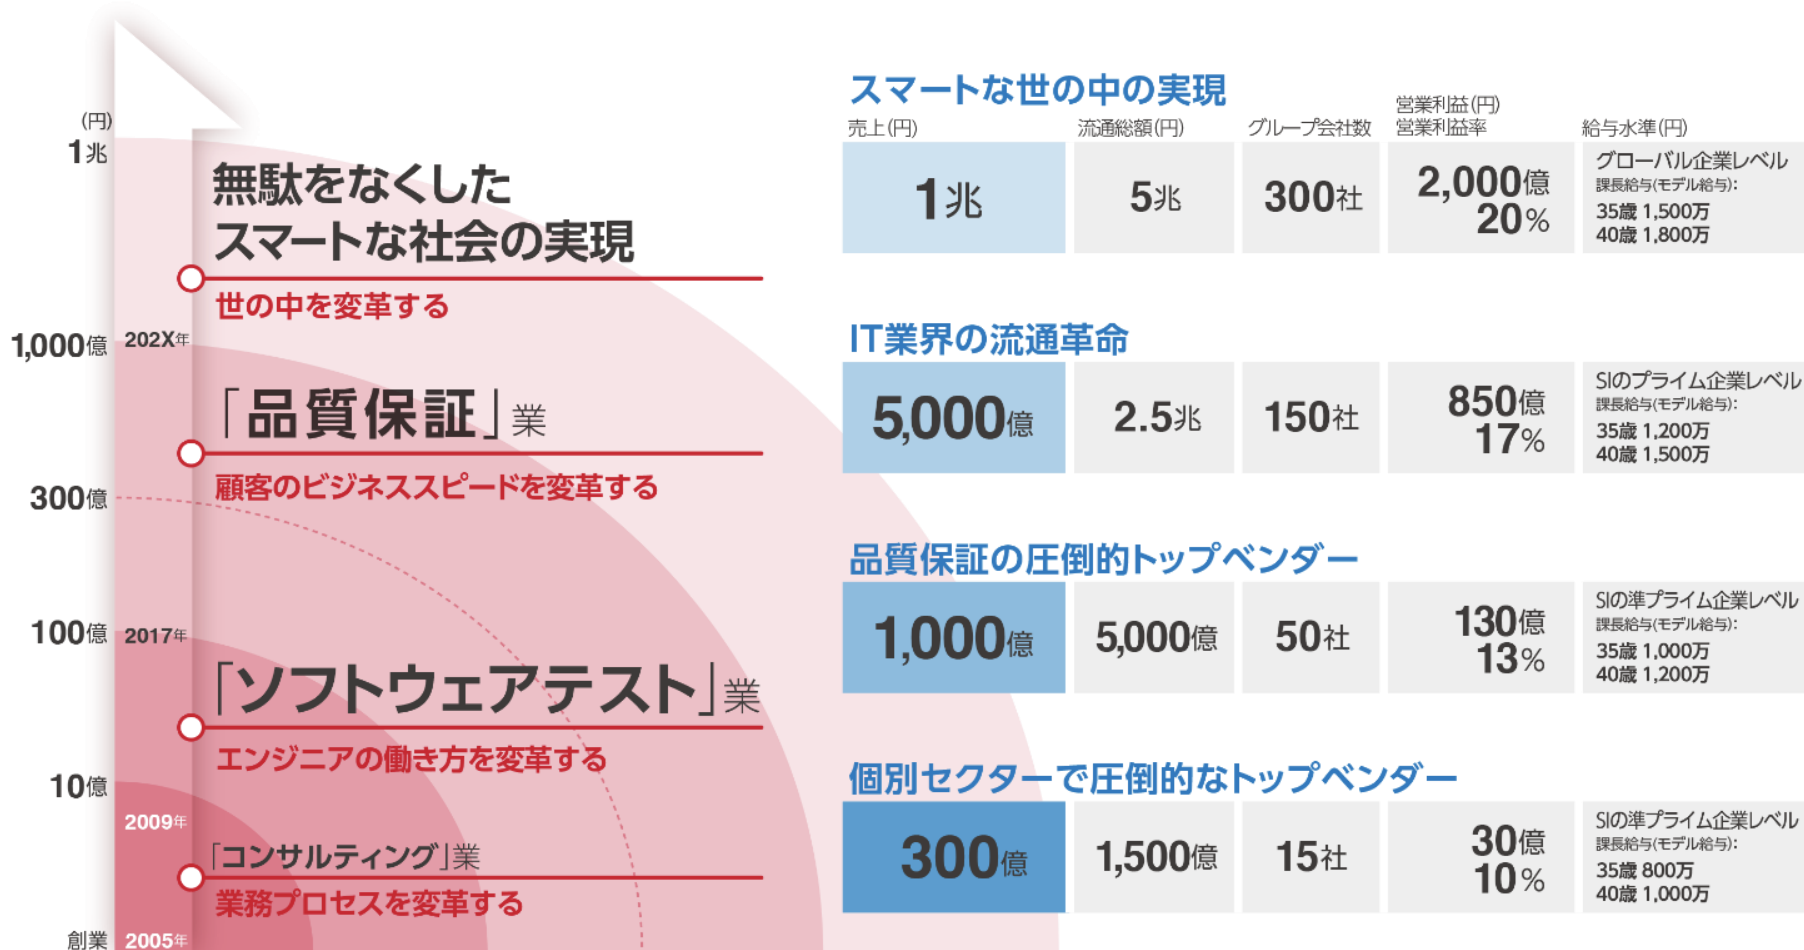 (円)
1兆
無駄をなくした
スマートな社会の実現
世の中を変革する
1,000億
202X年
「品質保証」業
顧客のビジネススピードを変革する
300億
100億
2017年
「ソフトウェアテスト」業
エンジニアの働き方を変革する
10億
2009年
「コンサルティング」業
業務プロセスを変革する
創業
2005年
スマートな世の中の実現
売上(円)
流通総額(円)
グループ会社数
営業利益(円)
営業利益率
給与水準(円)
1兆
5兆
300社
2,000億
20%
グローバル企業レベル
課長給与(モデル給与):
35歳 1,500万
40歳 1,800万
IT業界の流通革命
5,000億
2.5兆
150社
850億
17%
SIのプライム企業レベル
課長給与(モデル給与):
35歳 1,200万
40歳 1,500万
品質保証の圧倒的トップベンダー
1,000億
5,000億
50社
130億
13%
SIの準プライム企業レベル
課長給与(モデル給与):
35歳 1,000万
40歳 1,200万
個別セクターで圧倒的なトップベンダー
300億
1,500億
15社
30億
10%
SIの準プライム企業レベル
課長給与(モデル給与):
35歳 800万
40歳 1,000万